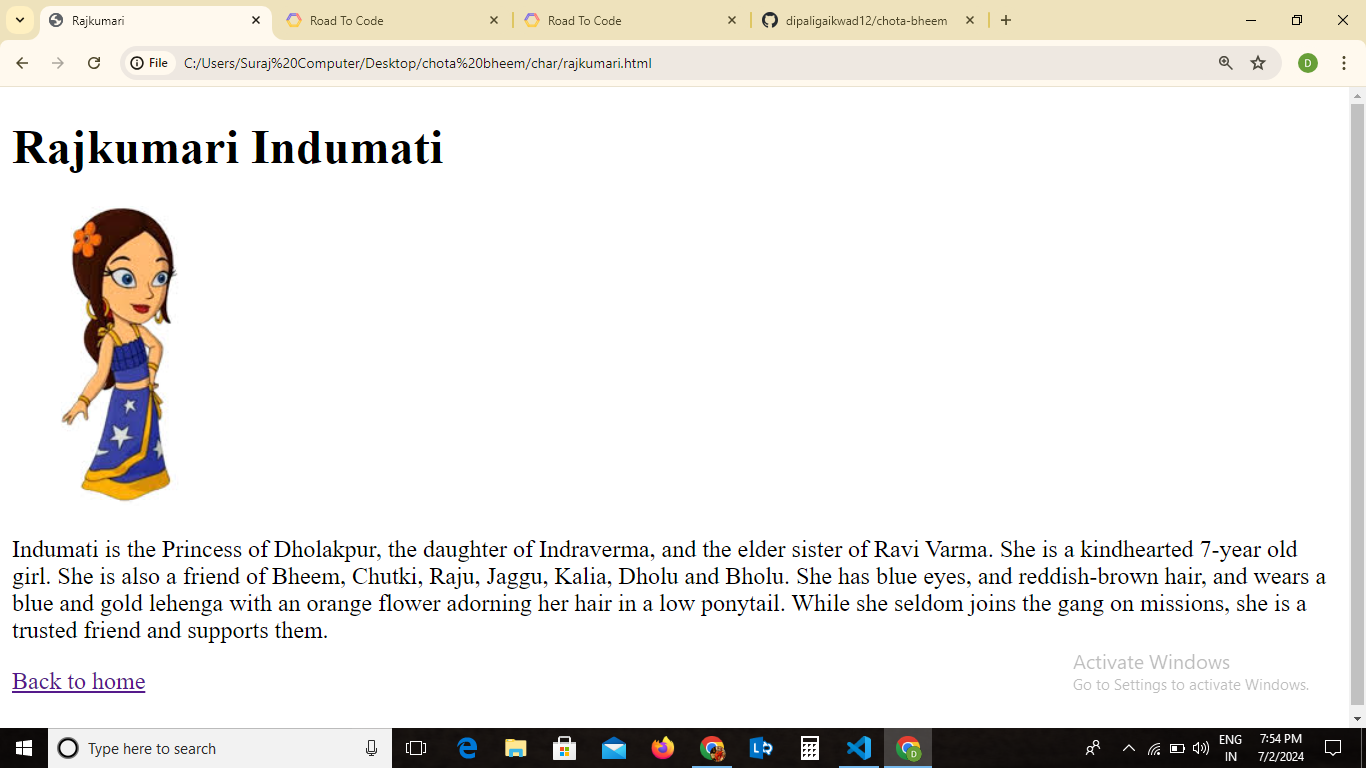 Rajkumari
Road To Code
Road To Code
dipaligaikwad12/chota-bheem
File
C:/Users/Suraj%20Computer/Desktop/chota%20bheem/char/rajkumari.html
D
Rajkumari Indumati
Indumati is the Princess of Dholakpur, the daughter of Indraverma, and the elder sister of Ravi Varma. She is a kindhearted 7-year old
girl. She is also a friend of Bheem, Chutki, Raju, Jaggu, Kalia, Dholu and Bholu. She has blue eyes, and reddish-brown hair, and wears a
blue and gold lehenga with an orange flower adorning her hair in a low ponytail. While she seldom joins the gang on missions, she is a
trusted friend and supports them.
Back to home
Activate Windows
Go to Settings to activate Windows.
Type here to search
D
ENG
IN
7:54 PM
7/2/2024